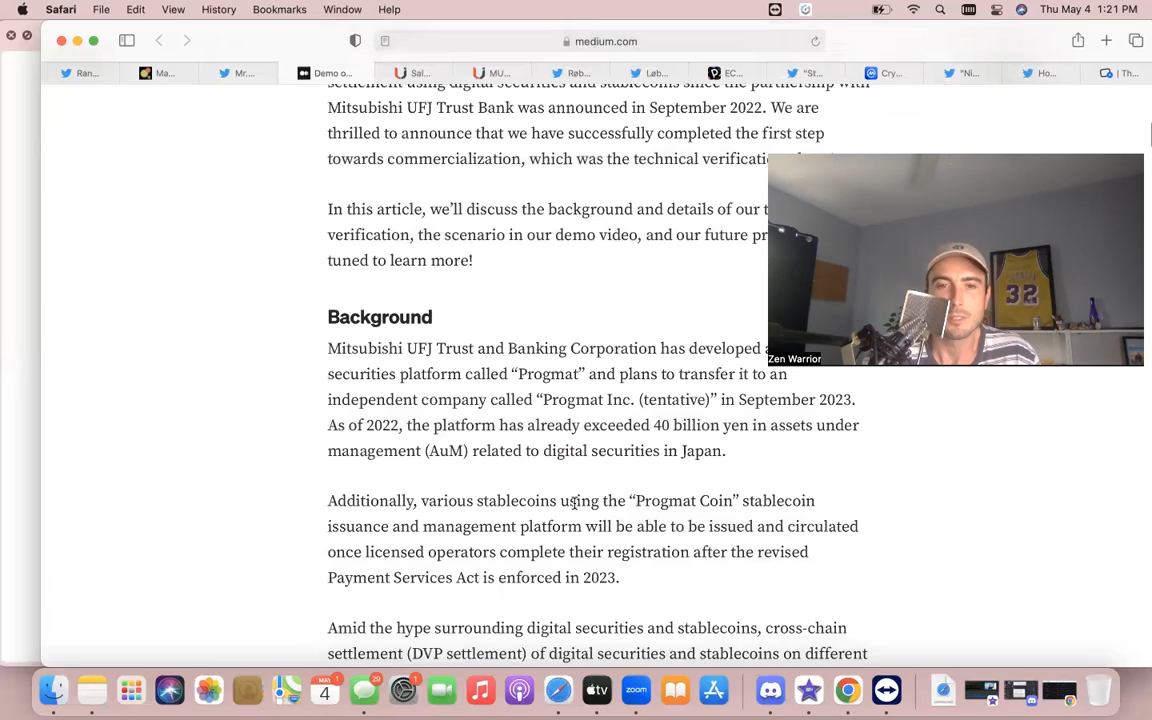 Safari File Edit View History Bookmarks Window Help Thu May 4 1:21 PM
medium.com
Ran... Ma... Mr.... Demo o... Sal... MU... Røb... Løb... EC... “St... Cry... “Ni... Ho... | Th...
settlement using digital securities and stablecoins since the partnership with
Mitsubishi UFJ Trust Bank was announced in September 2022. We are
thrilled to announce that we have successfully completed the first step
towards commercialization, which was the technical
In this article, we’ll discuss the background and details of our
verification, the scenario in our demo video, and our future
tuned to learn more!
Background
Mitsubishi UFJ Trust and Banking Corporation has developed
securities platform called “Progmat” and plans to transfer it to an
independent company called “Progmat Inc. (tentative)” in September 2023.
As of 2022, the platform has already exceeded 40 billion yen in assets under
management (AuM) related to digital securities in Japan.
Additionally, various stablecoins using the “Progmat Coin” stablecoin
issuance and management platform will be able to be issued and circulated
once licensed operators complete their registration after the revised
Payment Services Act is enforced in 2023.
Amid the hype surrounding digital securities and stablecoins, cross-chain
settlement (DVP settlement) of digital securities and stablecoins on different
32
Zen Warrior
MAY
4
29
1
tv
zoom